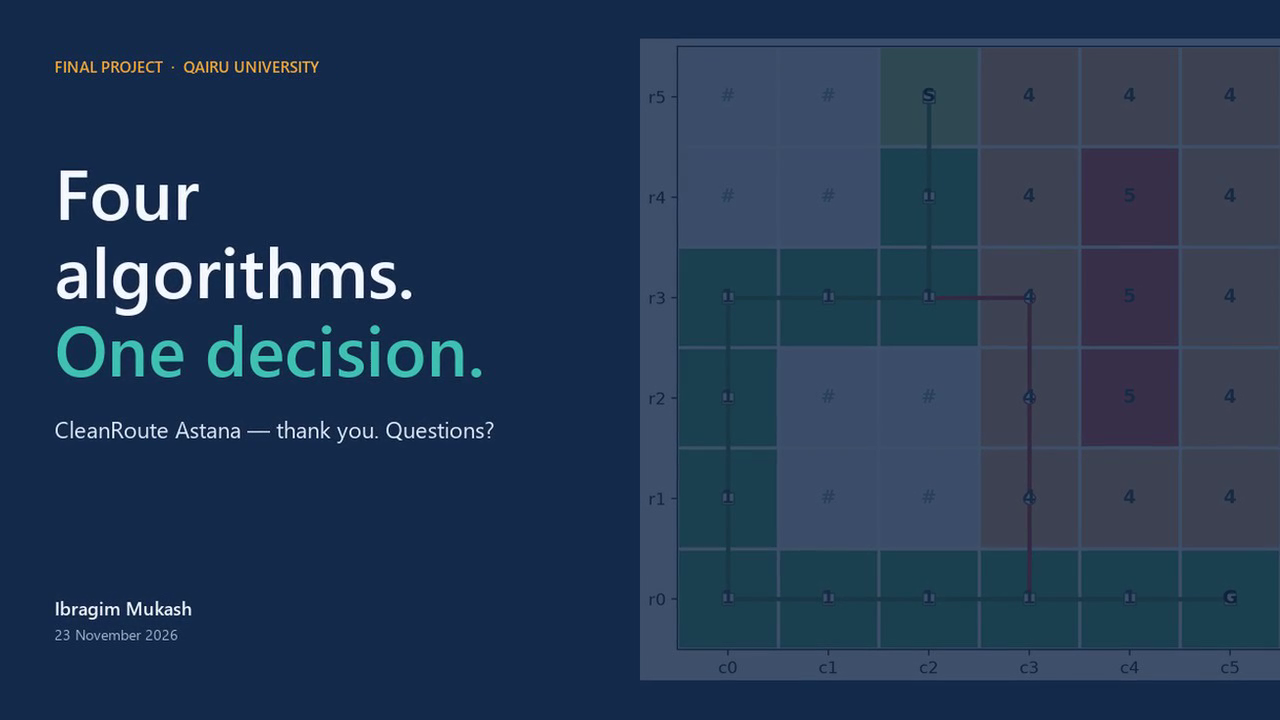 FINAL PROJECT · QAIRU UNIVERSITY
Four
algorithms.
One decision.
CleanRoute Astana — thank you. Questions?
Ibragim Mukash
23 November 2026
r5 # # S 4 4 4
r4 # # 1 4 5 4
r3 1 1 1 4 5 4
r2 1 # # 4 5 4
r1 1 # # 4 4 4
r0 1 1 1 1 1 G
c0 c1 c2 c3 c4 c5